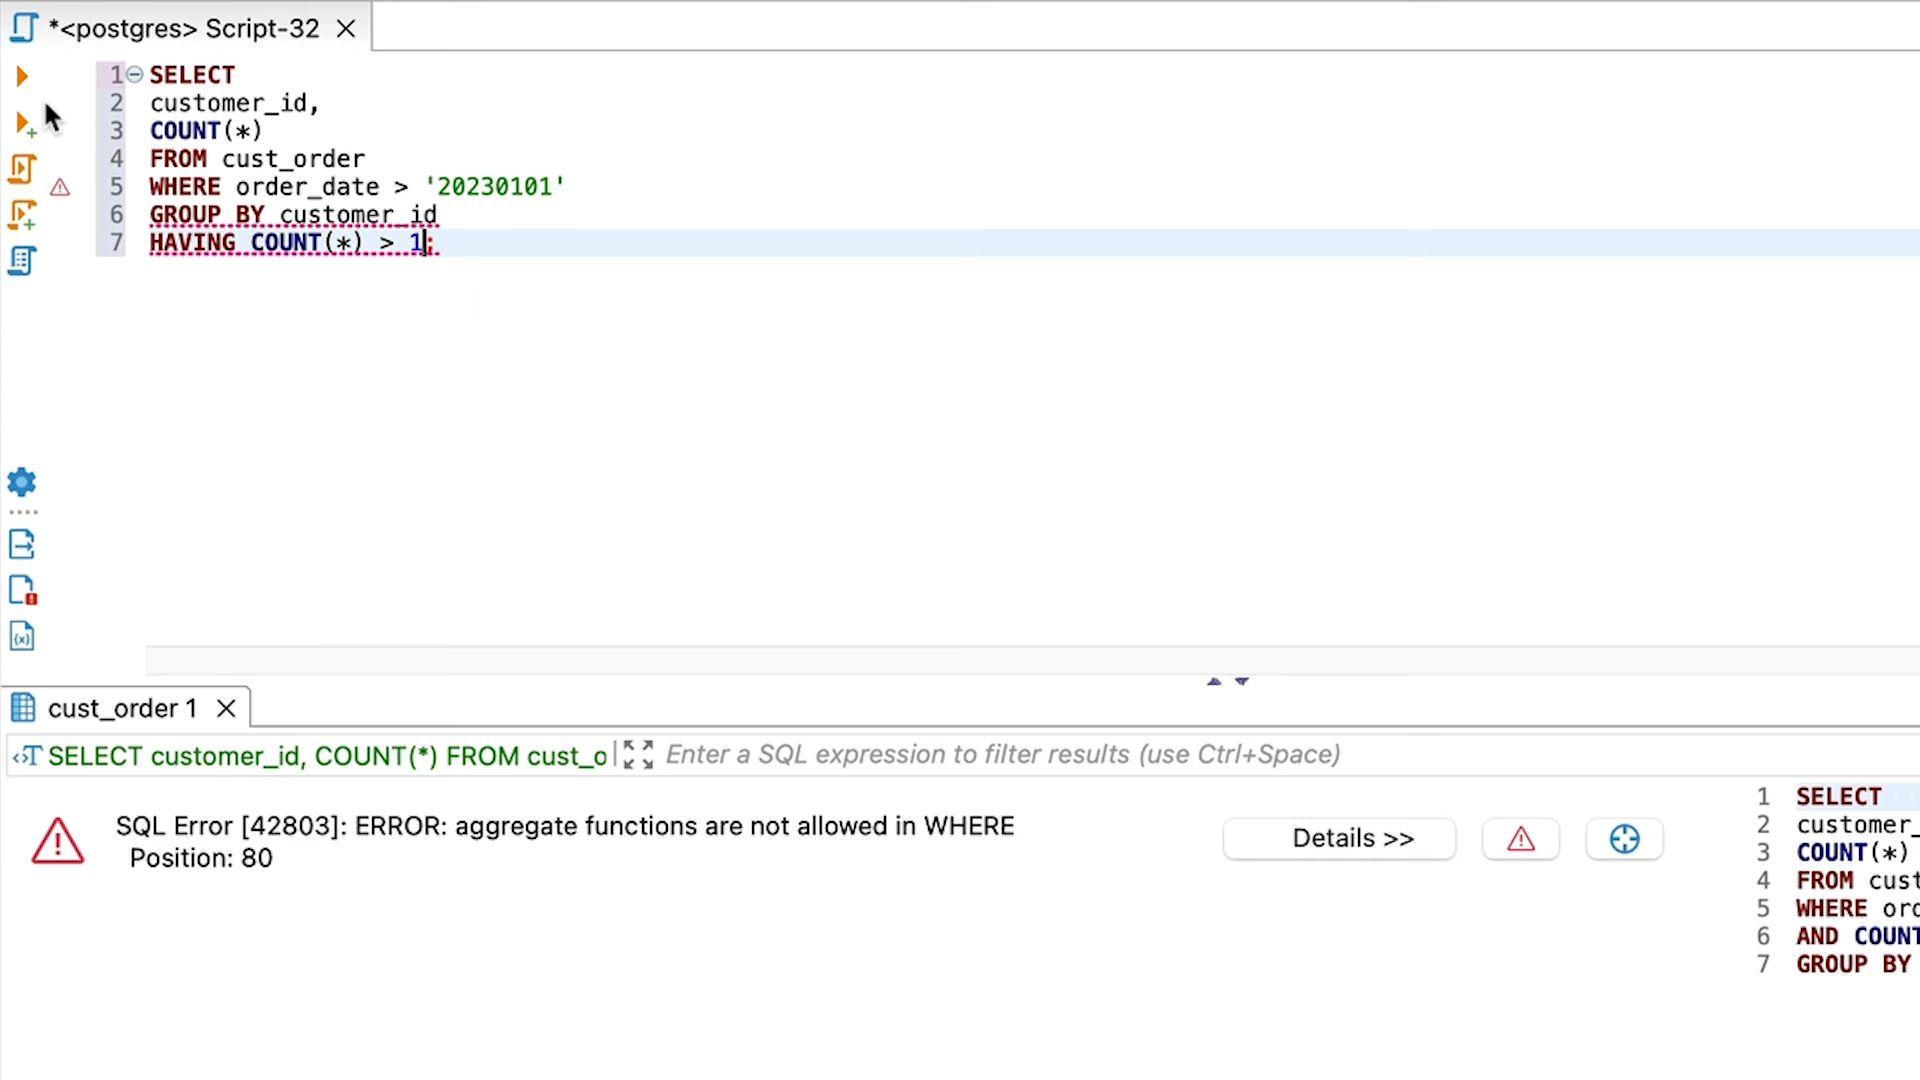 *<postgres> Script-32
1 SELECT
2 customer_id,
3 COUNT(*)
4 FROM cust_order
5 WHERE order_date > '20230101'
6 GROUP BY customer_id
7 HAVING COUNT(*) > 1;
cust_order 1
SELECT customer_id, COUNT(*) FROM cust_o
Enter a SQL expression to filter results (use Ctrl+Space)
SQL Error [42803]: ERROR: aggregate functions are not allowed in WHERE
Position: 80
Details >>
1 SELECT
2 customer_
3 COUNT(*)
4 FROM cust
5 WHERE ord
6 AND COUNT
7 GROUP BY